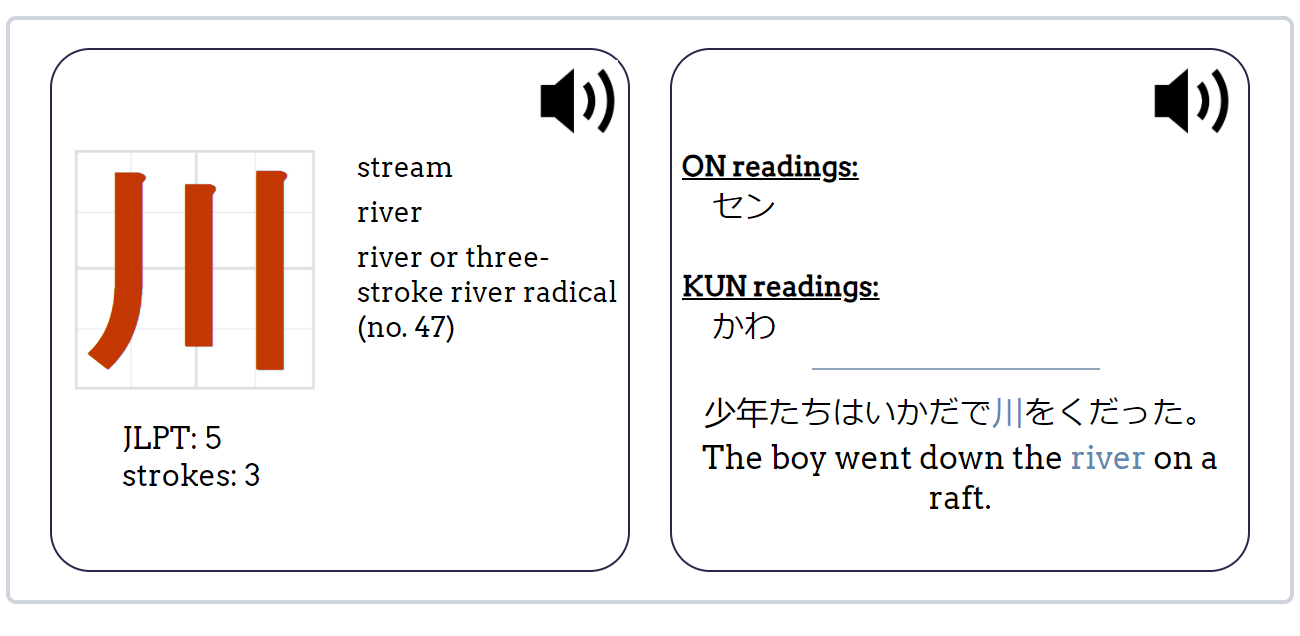 川
stream
river
river or three-
stroke river radical
(no. 47)
JLPT: 5
strokes: 3
ON readings:
セン
KUN readings:
かわ
少年たちはいかだで川をくだった。
The boy went down the river on a
raft.